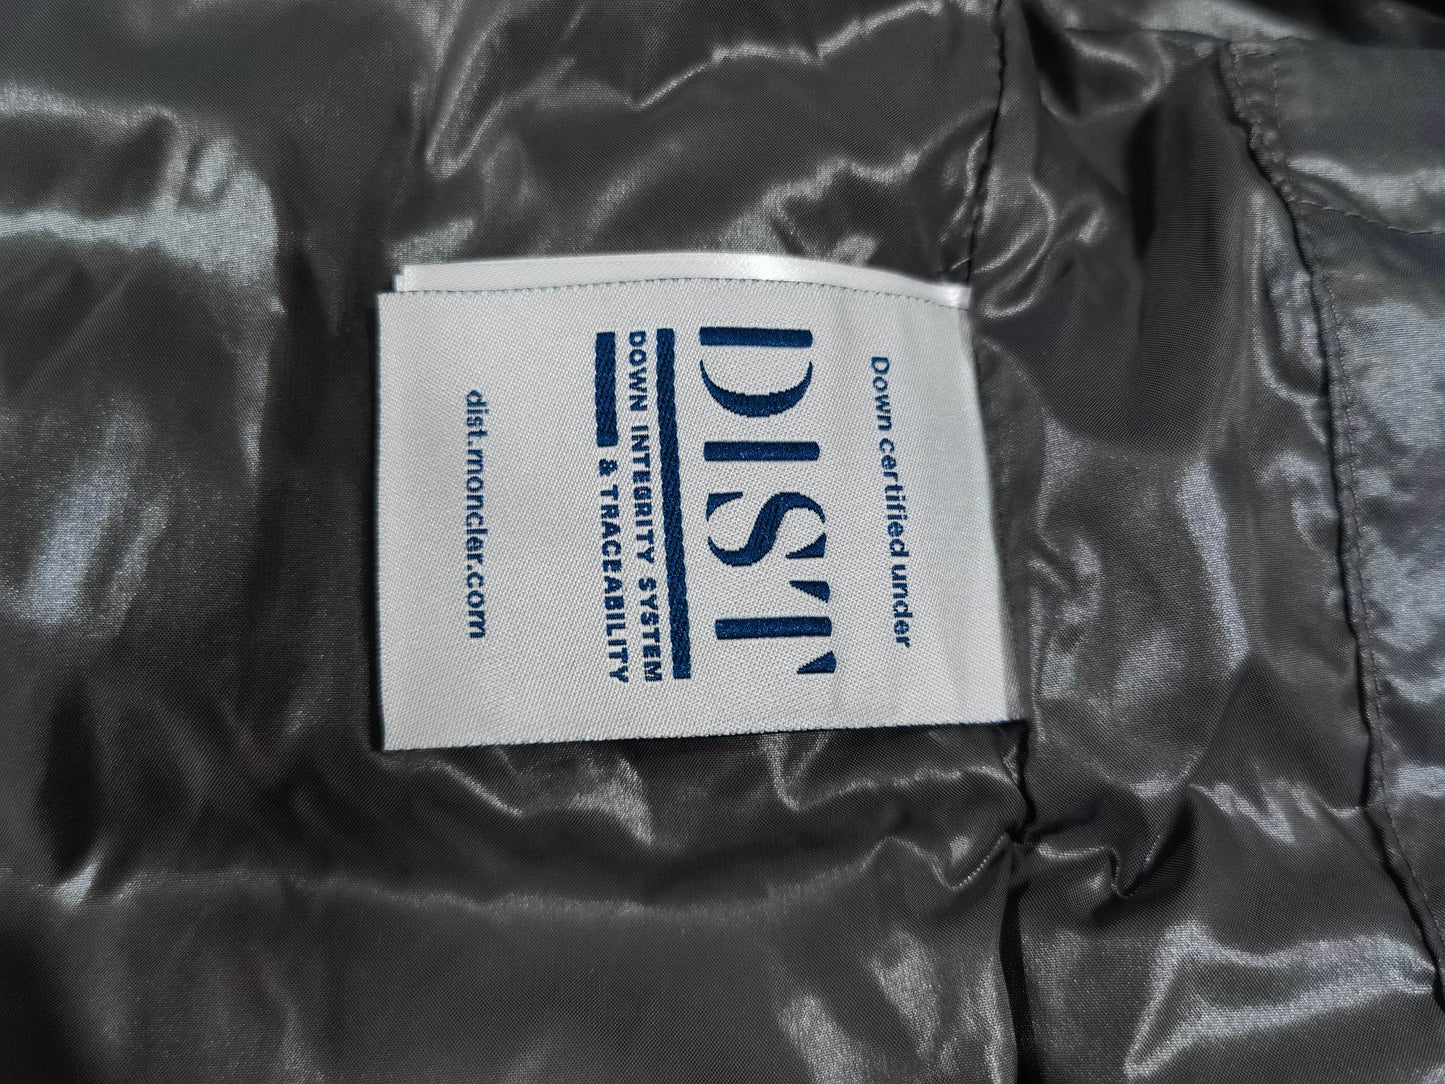 Down certified under
DIST
DOWN INTEGRITY SYSTEM
& TRACEABILITY
dist.moncler.com